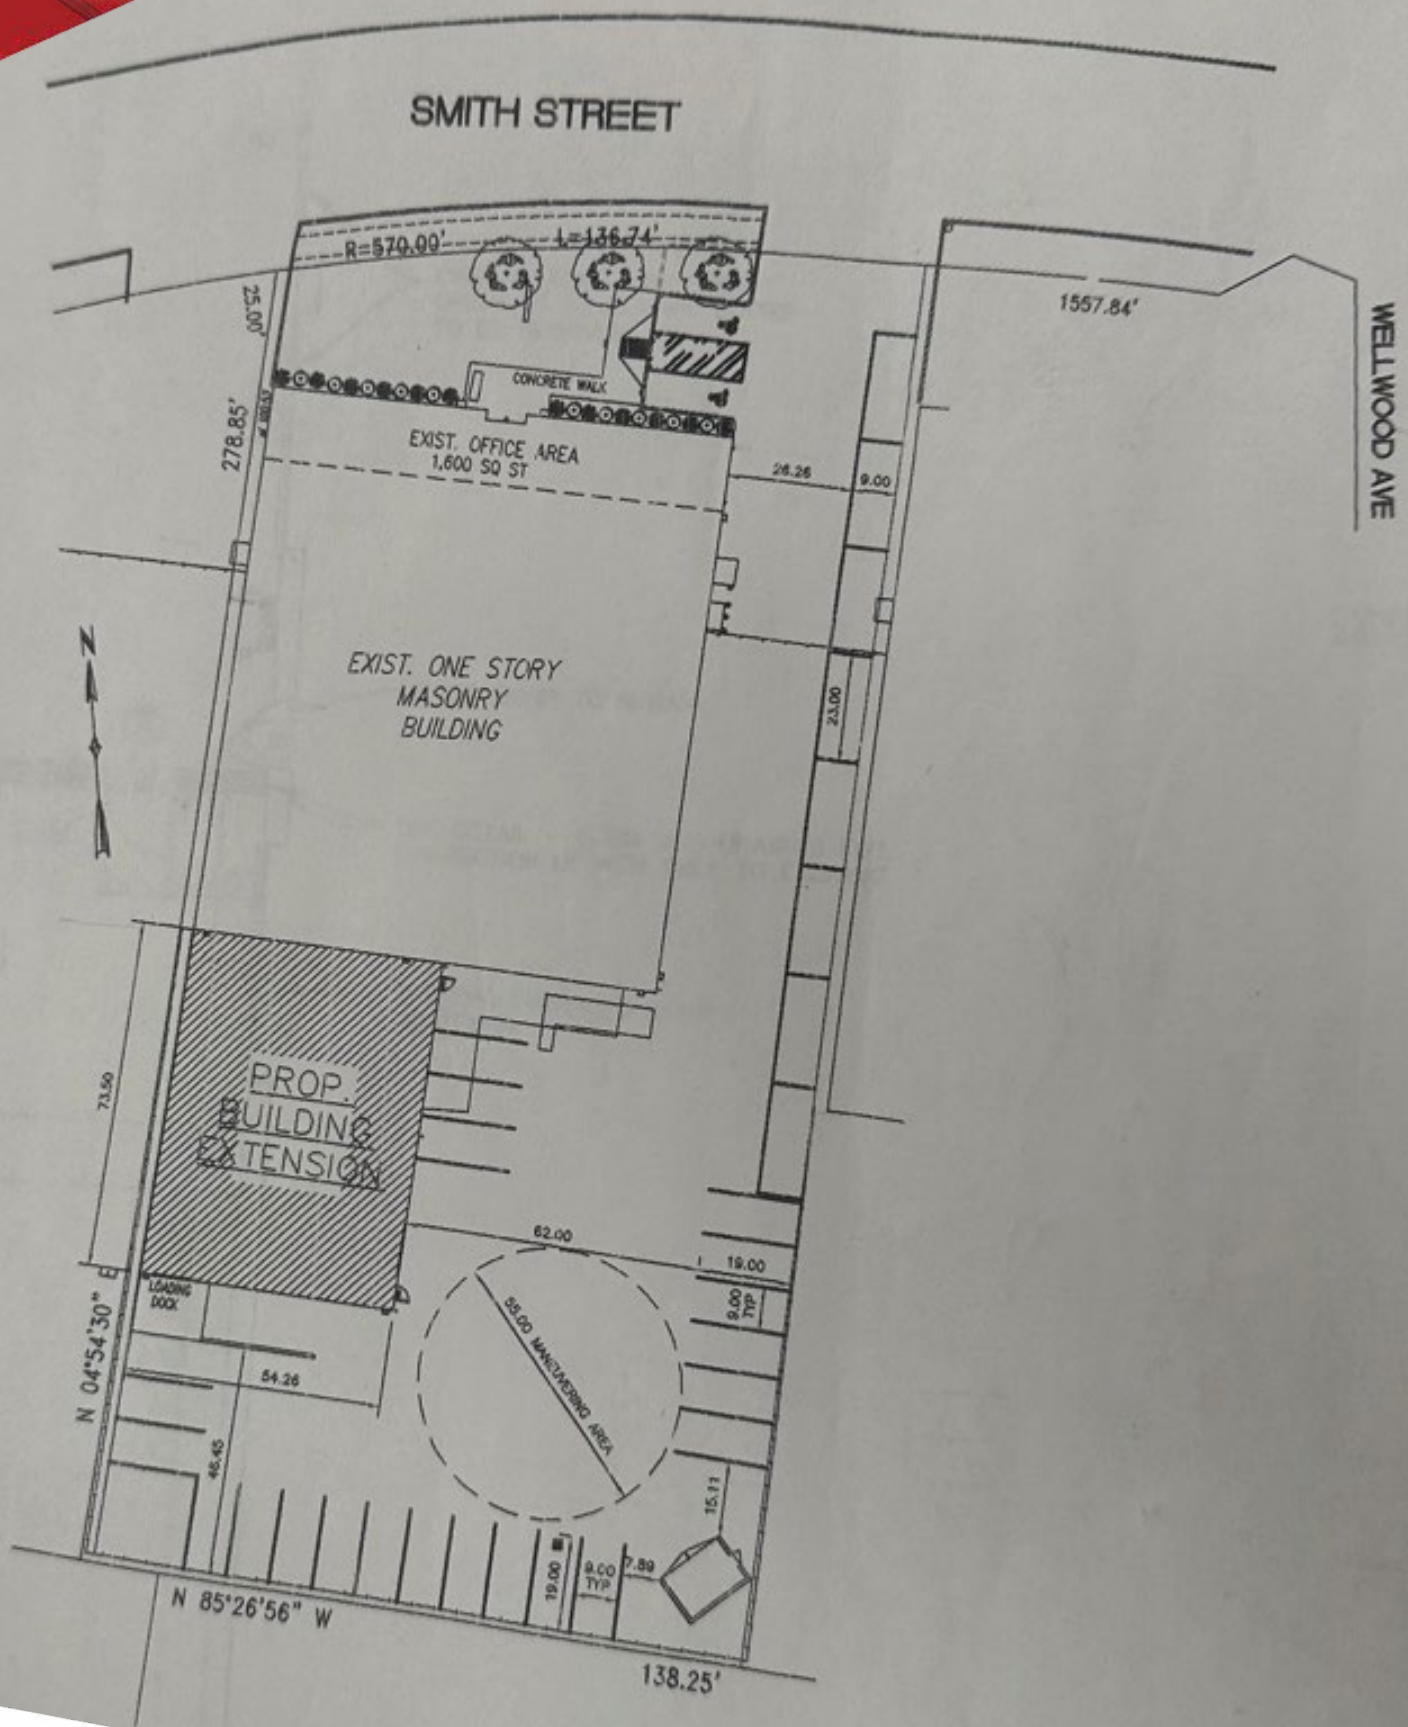 SMITH STREET
R=570.00'
L=136.74'
25.00'
1557.84'
WELLWOOD AVE
CONCRETE WALK
278.85'
EXIST. OFFICE AREA
1,600 SQ ST
26.26
9.00
N
EXIST. ONE STORY
MASONRY
BUILDING
23.00
73.50
PROP.
BUILDING
EXTENSION
62.00
19.00
9.00
TYP
LOADING
DOCK
N 04°54'30"
54.26
55.00 MANEUVERING AREA
46.45
15.11
19.00
9.00
TYP
7.89
N 85°26'56" W
138.25'